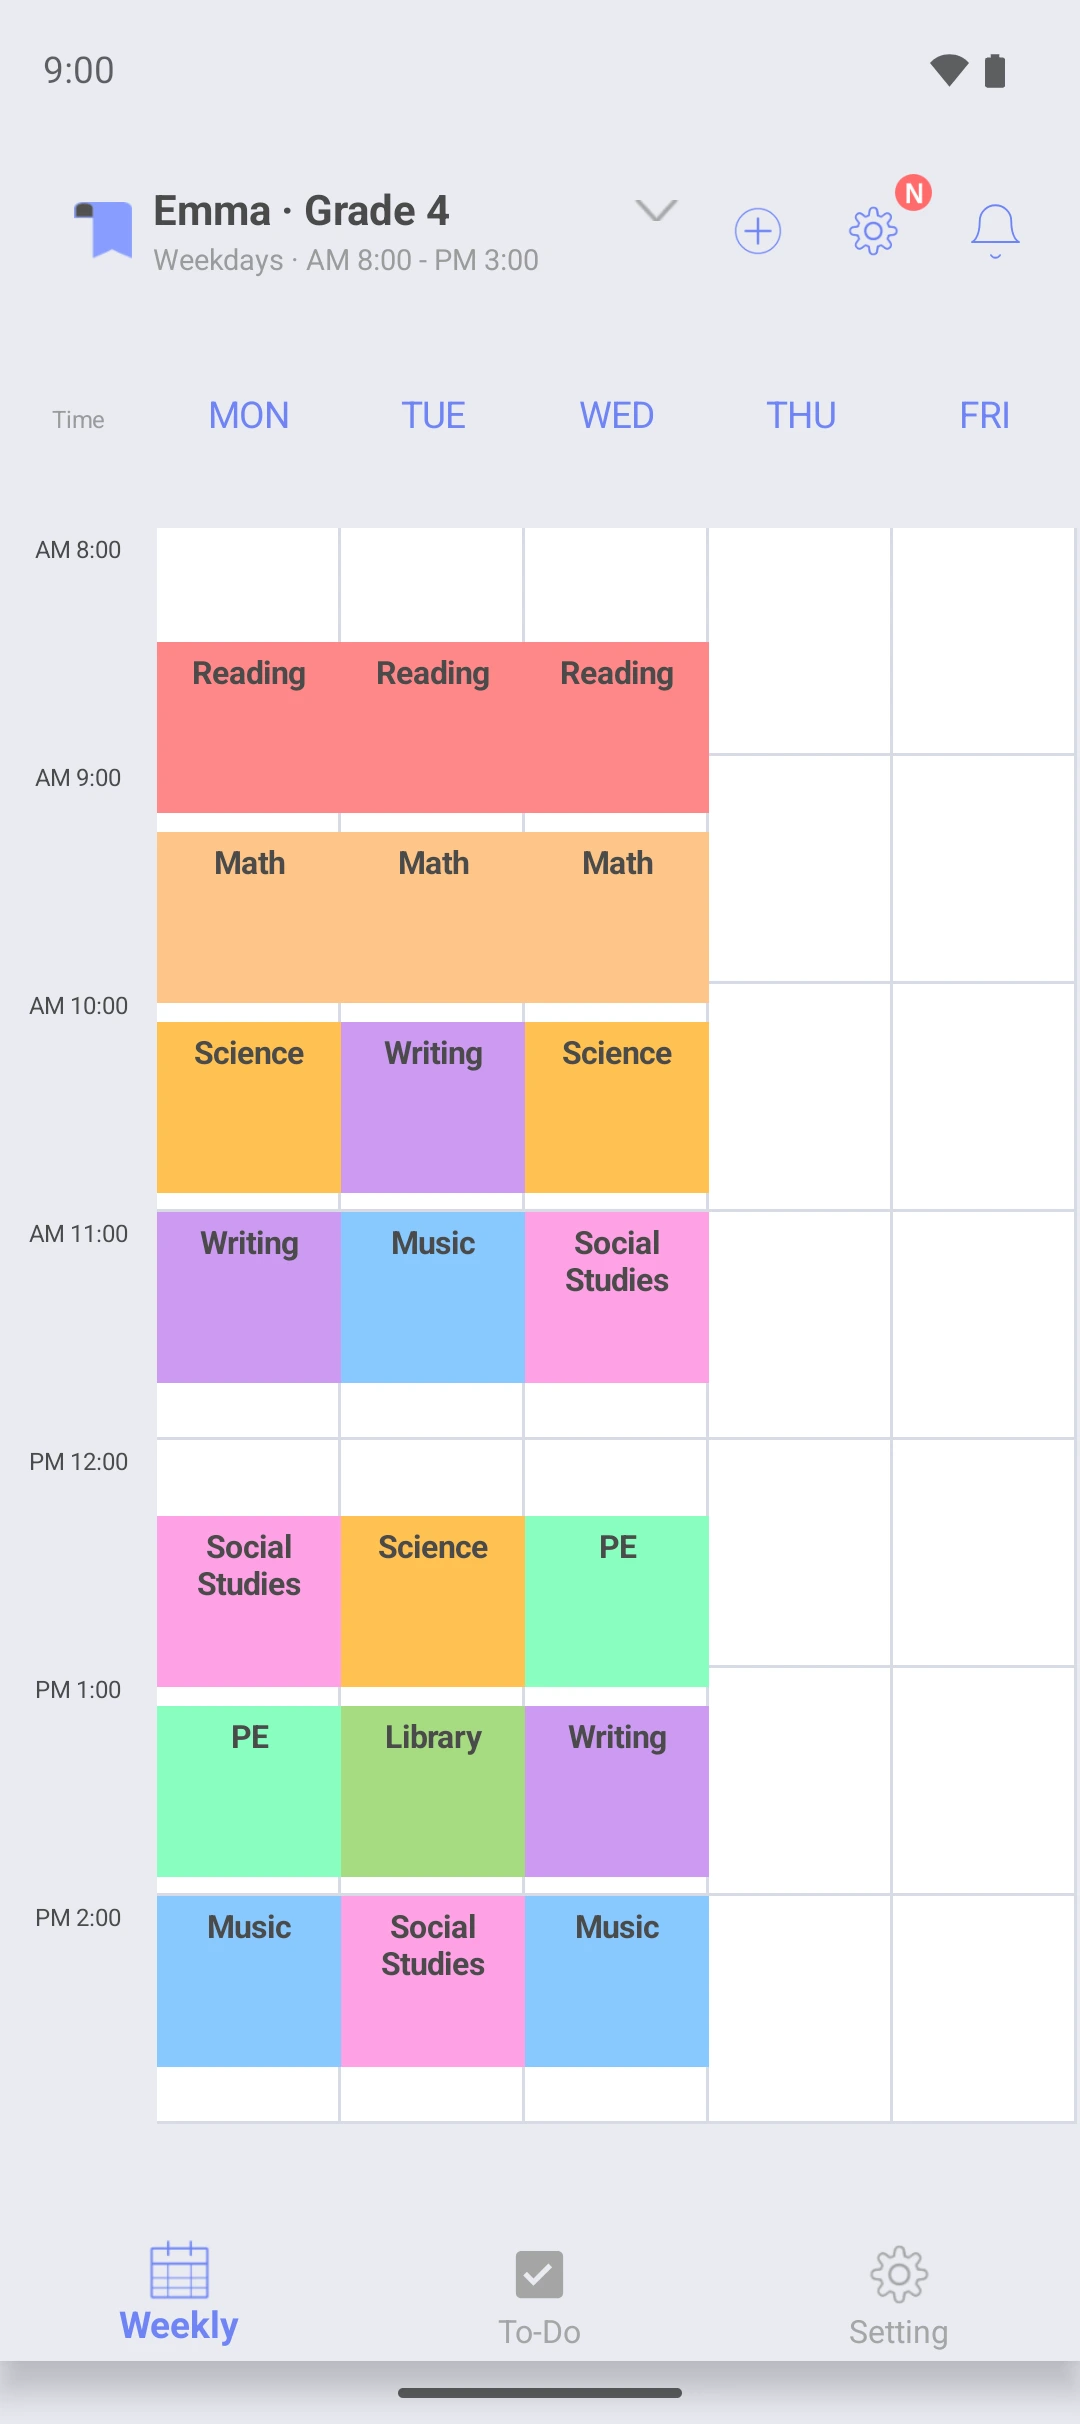 9:00
Emma · Grade 4
N
Weekdays · AM 8:00 - PM 3:00
Time MON TUE WED THU FRI
AM 8:00
Reading Reading Reading
AM 9:00
Math Math Math
AM 10:00
Science Writing Science
AM 11:00
Writing Music Social
Studies
PM 12:00
Social Science PE
Studies
PM 1:00
PE Library Writing
PM 2:00
Music Social Music
Studies
Weekly To-Do Setting